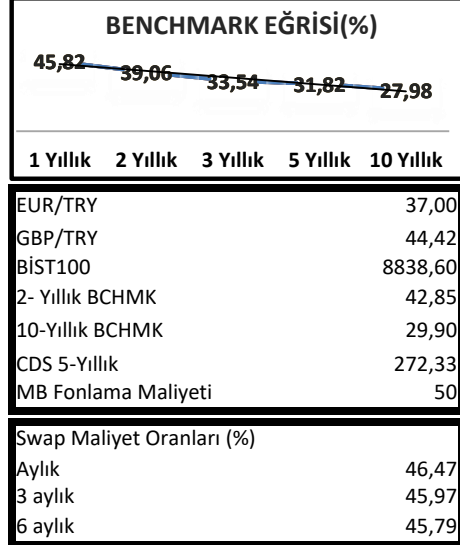 BENCHMARK EĞRİSİ(%)
45,82 39,06 33,54 31,82 27,98
1 Yıllık 2 Yıllık 3 Yıllık 5 Yıllık 10 Yıllık
EUR/TRY 37,00
GBP/TRY 44,42
BİST100 8838,60
2- Yıllık BCHMK 42,85
10-Yıllık BCHMK 29,90
CDS 5-Yıllık 272,33
MB Fonlama Maliyeti 50
Swap Maliyet Oranları (%)
Aylık 46,47
3 aylık 45,97
6 aylık 45,79